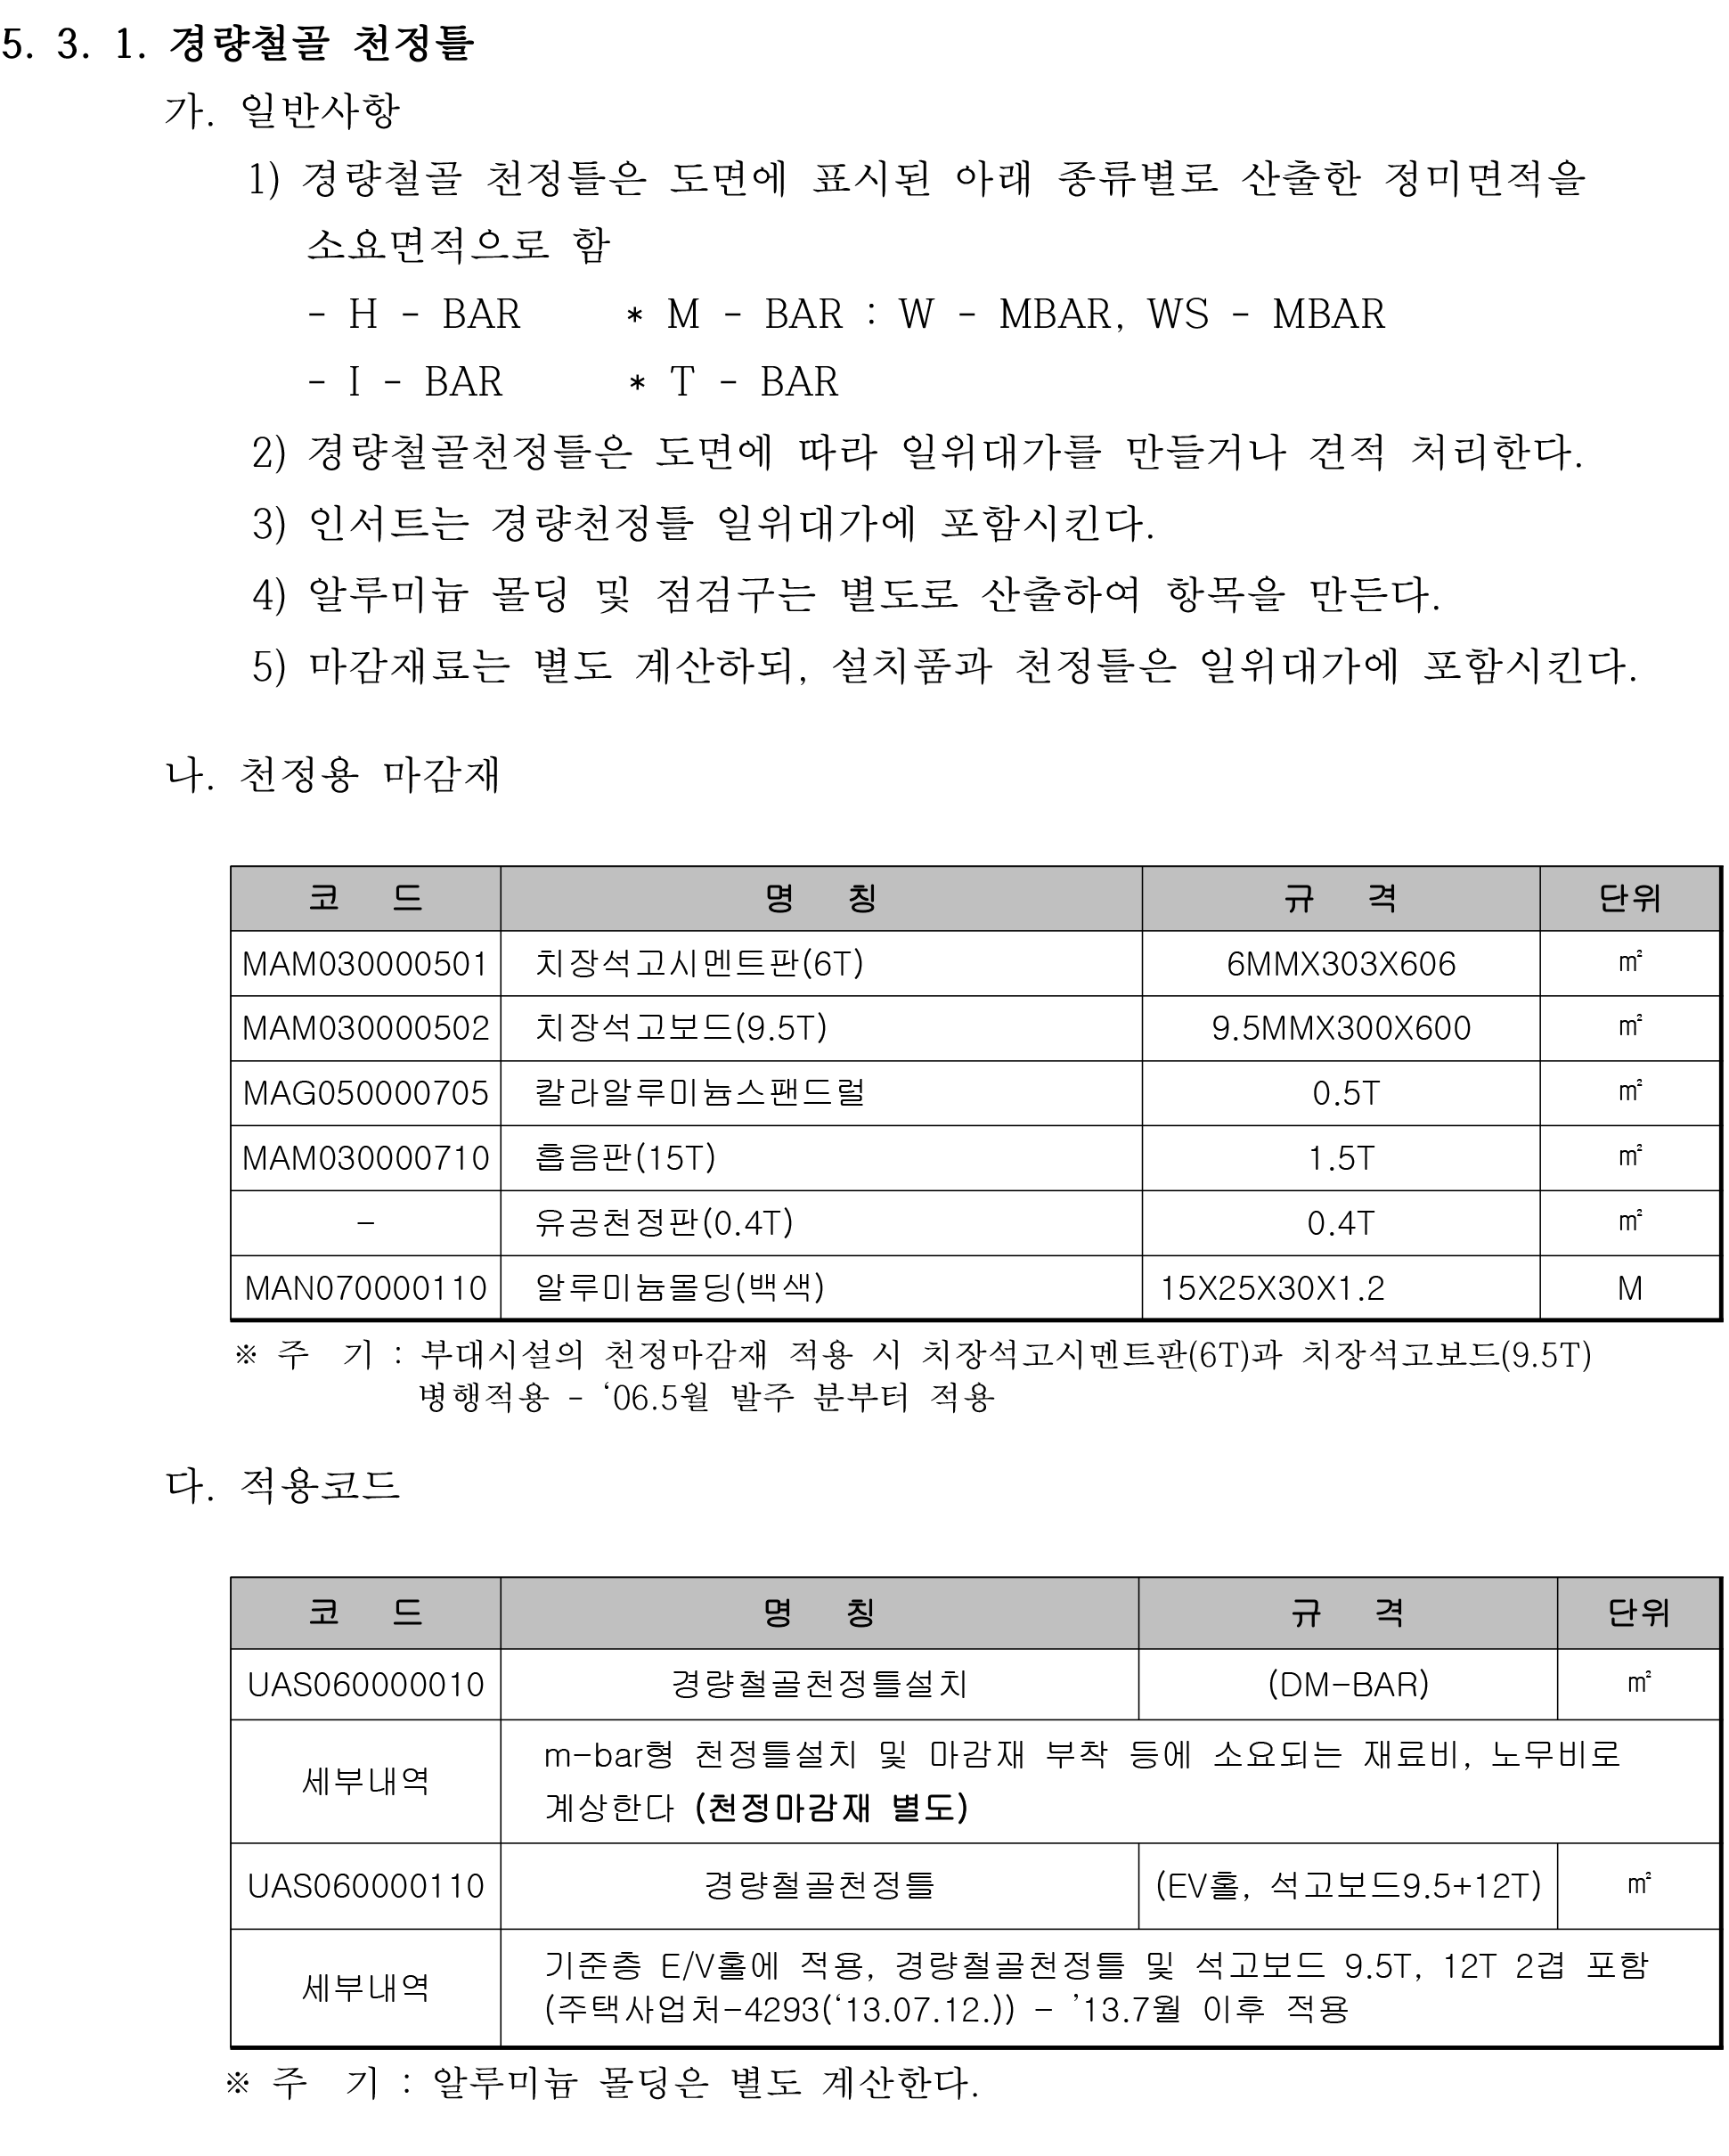 5. 3. 1. 경량철골 천정틀
가. 일반사항
1) 경량철골 천정틀은 도면에 표시된 아래 종류별로 산출한 정미면적을
소요면적으로 함
- H - BAR * M - BAR : W - MBAR, WS - MBAR
- I - BAR * T - BAR
2) 경량철골천정틀은 도면에 따라 일위대가를 만들거나 견적 처리한다.
3) 인서트는 경량천정틀 일위대가에 포함시킨다.
4) 알루미늄 몰딩 및 점검구는 별도로 산출하여 항목을 만든다.
5) 마감재료는 별도 계산하되, 설치품과 천정틀은 일위대가에 포함시킨다.
나. 천정용 마감재
코 드 명 칭 규 격 단위
MAM030000501 치장석고시멘트판(6T) 6MMX303X606 ㎡
MAM030000502 치장석고보드(9.5T) 9.5MMX300X600 ㎡
MAG050000705 칼라알루미늄스팬드럴 0.5T ㎡
MAM030000710 흡음판(15T) 1.5T ㎡
- 유공천정판(0.4T) 0.4T ㎡
MAN070000110 알루미늄몰딩(백색) 15X25X30X1.2 M
※ 주 기 : 부대시설의 천정마감재 적용 시 치장석고시멘트판(6T)과 치장석고보드(9.5T)
병행적용 - ‘06.5월 발주 분부터 적용
다. 적용코드
코 드 명 칭 규 격 단위
UAS060000010 경량철골천정틀설치 (DM-BAR) ㎡
세부내역 m-bar형 천정틀설치 및 마감재 부착 등에 소요되는 재료비, 노무비로
계상한다 (천정마감재 별도)
UAS060000110 경량철골천정틀 (EV홀, 석고보드9.5+12T) ㎡
세부내역 기준층 E/V홀에 적용, 경량철골천정틀 및 석고보드 9.5T, 12T 2겹 포함
(주택사업처-4293(‘13.07.12.)) - ’13.7월 이후 적용
※ 주 기 : 알루미늄 몰딩은 별도 계산한다.